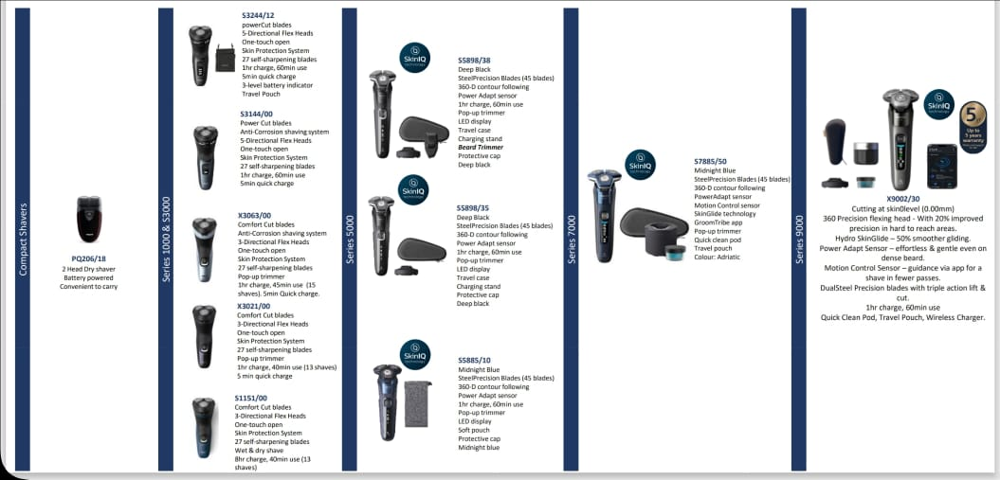 Compact Shavers
PQ206/18
2 Head Dry shaver
Battery powered
Convenient to carry
Series 1000 & S3000
S3244/12
powerCut blades
5-Directional Flex Heads
One-touch open
Skin Protection System
27 self-sharpening blades
1hr charge, 60min use
5min quick charge
3-level battery indicator
Travel Pouch
S3144/00
Power Cut blades
Anti-Corrosion shaving system
5-Directional Flex Heads
One-touch open
Skin Protection System
27 self-sharpening blades
1hr charge, 60min use
5min quick charge
X3063/00
Comfort Cut blades
Anti-Corrosion shaving system
3-Directional Flex Heads
One-touch open
Skin Protection System
27 self-sharpening blades
Pop-up trimmer
1hr charge, 45min use (15
shaves). 5min Quick charge.
X3021/00
Comfort Cut blades
3-Directional Flex Heads
One-touch open
Skin Protection System
27 self-sharpening blades
Pop-up trimmer
1hr charge, 40min use (13 shaves)
5 min quick charge
S1151/00
Comfort Cut blades
3-Directional Flex Heads
One-touch open
Skin Protection System
27 self-sharpening blades
Wet & dry shave
8hr charge, 40min use (13
shaves)
Series 5000
SkinIQ
technology
S5898/38
Deep Black
SteelPrecision Blades (45 blades)
360-D contour following
Power Adapt sensor
1hr charge, 60min use
Pop-up trimmer
LED display
Travel case
Charging stand
Beard Trimmer
Protective cap
Deep black
SkinIQ
technology
S5898/35
Deep Black
SteelPrecision Blades (45 blades)
360-D contour following
Power Adapt sensor
1hr charge, 60min use
Pop-up trimmer
LED display
Travel case
Charging stand
Protective cap
Deep black
SkinIQ
technology
S5885/10
Midnight Blue
SteelPrecision Blades (45 blades)
360-D contour following
Power Adapt sensor
1hr charge, 60min use
Pop-up trimmer
LED display
Soft pouch
Protective cap
Midnight blue
Series 7000
SkinIQ
technology
S7885/50
Midnight Blue
SteelPrecision Blades (45 blades)
360-D contour following
PowerAdapt sensor
Motion Control sensor
SkinGlide technology
GroomTribe app
Pop-up trimmer
Quick clean pod
Travel pouch
Colour: Adriatic
Series 9000
SkinIQ
technology
5
Up to
5 years
warranty
X9002/30
Cutting at skin0level (0.00mm)
360 Precision flexing head - With 20% improved
precision in hard to reach areas.
Hydro SkinGlide – 50% smoother gliding.
Power Adapt Sensor – effortless & gentle even on
dense beard.
Motion Control Sensor – guidance via app for a
shave in fewer passes.
DualSteel Precision blades with triple action lift &
cut.
1hr charge, 60min use
Quick Clean Pod, Travel Pouch, Wireless Charger.